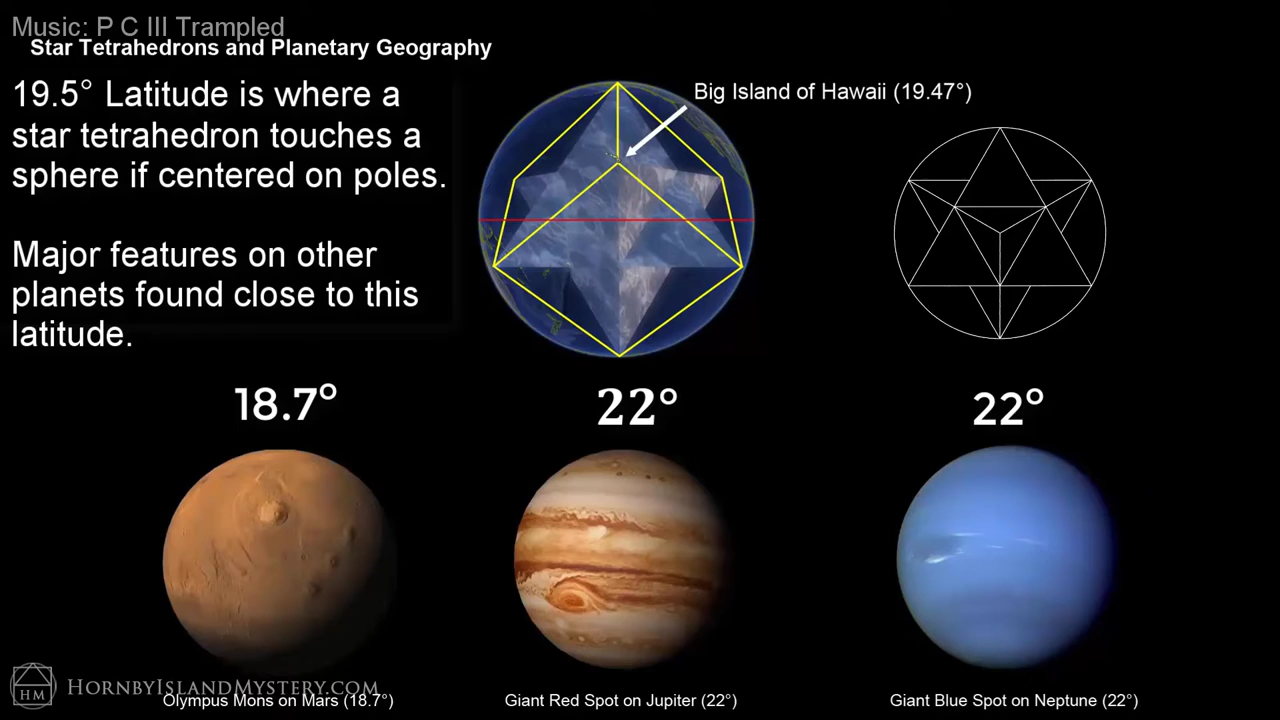 Music: P C III Trampled
Star Tetrahedrons and Planetary Geography
19.5° Latitude is where a
star tetrahedron touches a
sphere if centered on poles.
Major features on other
planets found close to this
latitude.
Big Island of Hawaii (19.47°)
18.7°
22°
22°
HM
HornbyIslandMystery.com
Olympus Mons on Mars (18.7°)
Giant Red Spot on Jupiter (22°)
Giant Blue Spot on Neptune (22°)